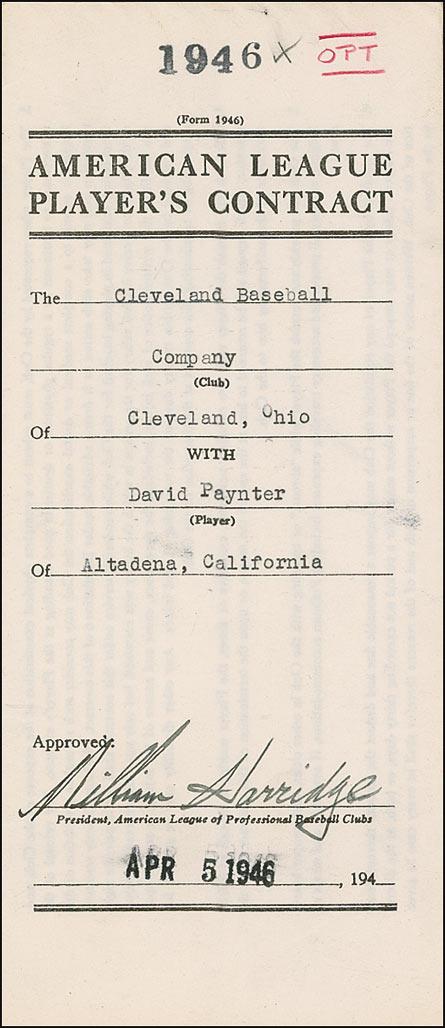 1946 X OPT
(Form 1946)
AMERICAN LEAGUE
PLAYER'S CONTRACT
The Cleveland Baseball
Company
(Club)
Of Cleveland, Ohio
WITH
David Paynter
(Player)
Of Altadena, California
Approved:
William Harridge
President, American League of Professional Baseball Clubs
APR 5 1946, 194